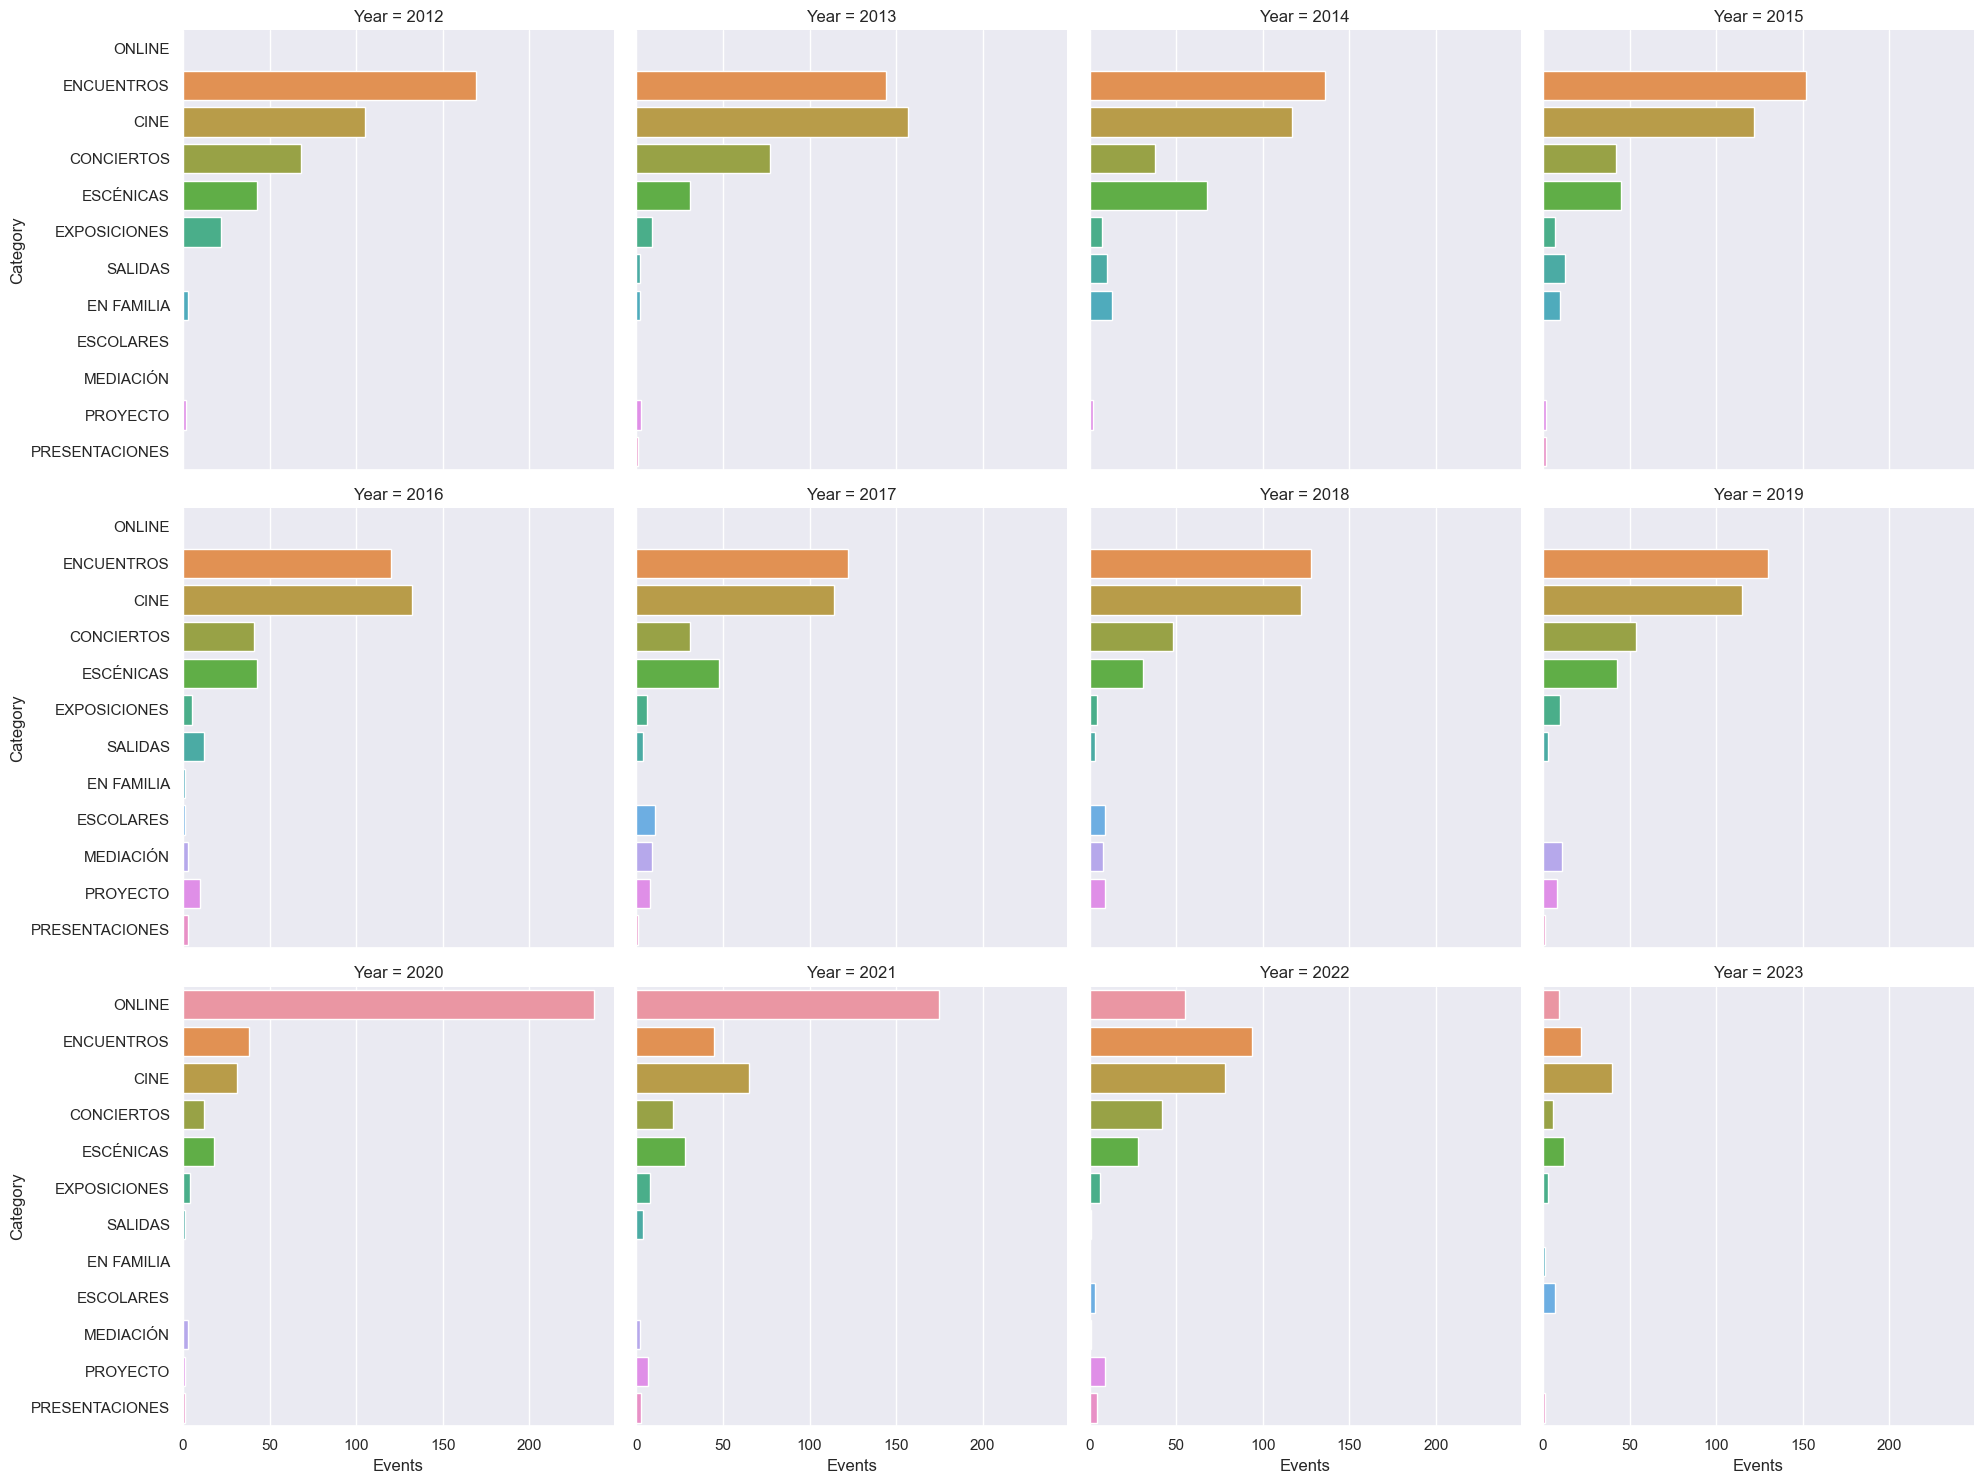 Year = 2012
Year = 2013
Year = 2014
Year = 2015
Category
ONLINE
ENCUENTROS
CINE
CONCIERTOS
ESCÉNICAS
EXPOSICIONES
SALIDAS
EN FAMILIA
ESCOLARES
MEDIACIÓN
PROYECTO
PRESENTACIONES
Year = 2016
Year = 2017
Year = 2018
Year = 2019
Category
ONLINE
ENCUENTROS
CINE
CONCIERTOS
ESCÉNICAS
EXPOSICIONES
SALIDAS
EN FAMILIA
ESCOLARES
MEDIACIÓN
PROYECTO
PRESENTACIONES
Year = 2020
Year = 2021
Year = 2022
Year = 2023
Category
ONLINE
ENCUENTROS
CINE
CONCIERTOS
ESCÉNICAS
EXPOSICIONES
SALIDAS
EN FAMILIA
ESCOLARES
MEDIACIÓN
PROYECTO
PRESENTACIONES
0 50 100 150 200
0 50 100 150 200
0 50 100 150 200
0 50 100 150 200
Events
Events
Events
Events